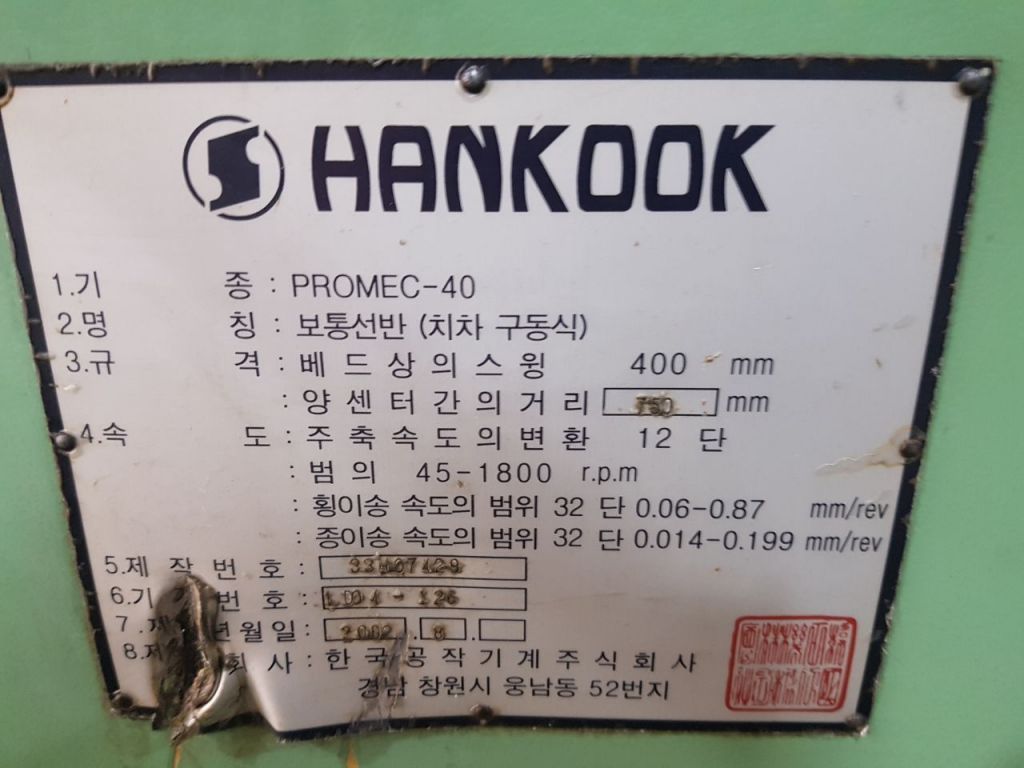 HANKOOK
1.기 종 : PROMEC-40
2.명 칭 : 보통선반 (치차 구동식)
3.규 격 : 베드상의스윙 400 mm
: 양센터간의거리 750 mm
4.속 도 : 주축속도의변환 12 단
: 범의 45-1800 r.p.m
: 횡이송 속도의 범위 32 단 0.06-0.87 mm/rev
: 종이송 속도의 범위 32 단 0.014-0.199 mm/rev
5.제 작 번 호 :
6.기 번 호 :
7. 년월일 : 2002 . 8 .
8.제 회 사 : 한국공작기계주식회사
경남 창원시 웅남동 52번지